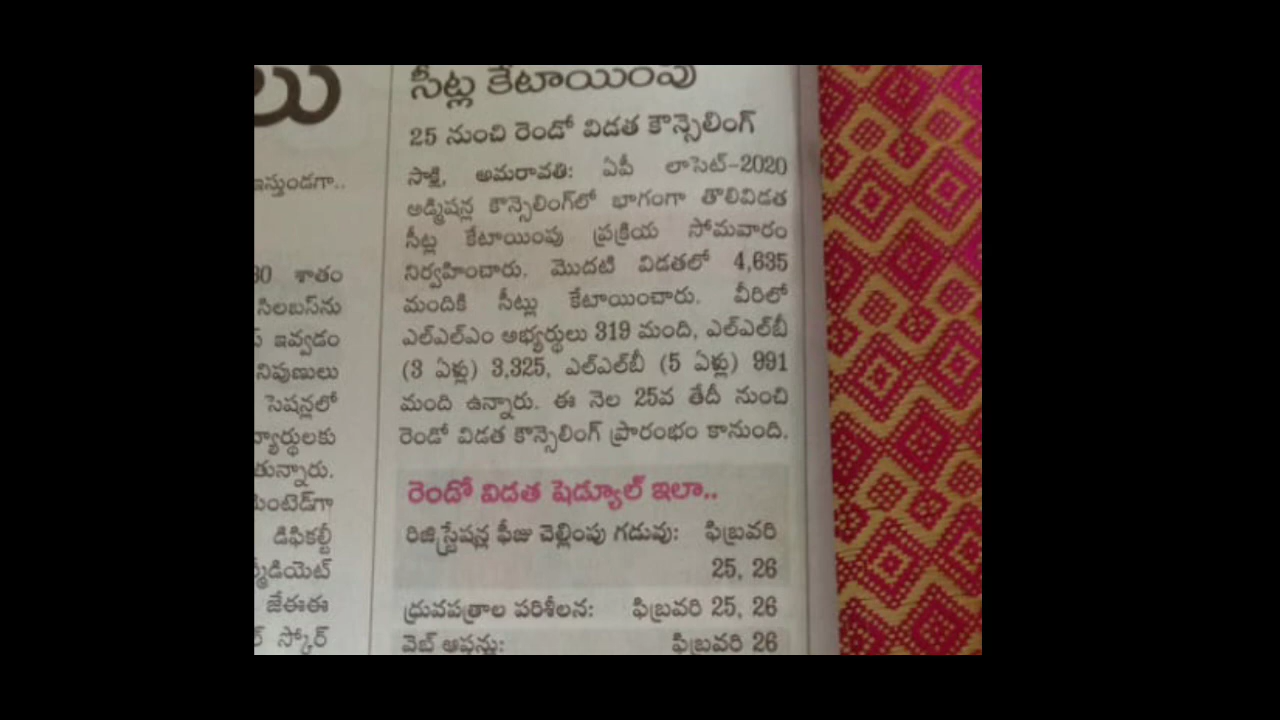 లు
ఇస్తుండగా..
30 శాతం
సిలబస్‌ను
ఇవ్వడం
నిపుణులు
సెషన్లలో
తున్నారు.
డిఫికల్టీ
జేఈఈ
స్కోర్
సీట్ల కేటాయింపు
25 నుంచి రెండో విడత కౌన్సెలింగ్
సాక్షి, అమరావతి: ఏపీ లాసెట్–2020
అడ్మిషన్ల కౌన్సెలింగ్‌లో భాగంగా తొలివిడత
సీట్ల కేటాయింపు ప్రక్రియ సోమవారం
నిర్వహించారు. మొదటి విడతలో 4,635
మందికి సీట్లు కేటాయించారు. వీరిలో
ఎల్ఎల్ఎం అభ్యర్థులు 319 మంది, ఎల్ఎల్‌బీ
(3 ఏళ్లు) 3,325, ఎల్ఎల్‌బీ (5 ఏళ్లు) 991
మంది ఉన్నారు. ఈ నెల 25వ తేదీ నుంచి
రెండో విడత కౌన్సెలింగ్ ప్రారంభం కానుంది.
రెండో విడత షెడ్యూల్ ఇలా..
రిజిస్ట్రేషన్ల ఫీజు చెల్లింపు గడువు: ఫిబ్రవరి
25, 26
ధ్రువపత్రాల పరిశీలన: ఫిబ్రవరి 25, 26
వెబ్ ఆప్షన్లు: ఫిబ్రవరి 26